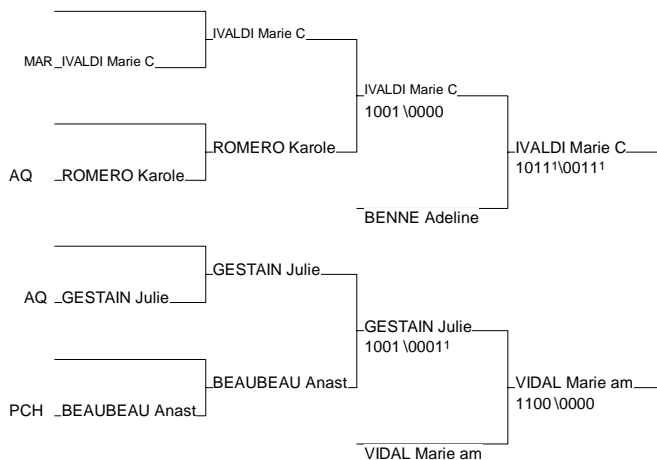 IVALDI Marie C
MAR IVALDI Marie C
IVALDI Marie C
1001\0000
ROMERO Karole
IVALDI Marie C
1011¹\0011¹
AQ ROMERO Karole
BENNE Adeline
GESTAIN Julie
AQ GESTAIN Julie
GESTAIN Julie
1001\0001¹
BEAUBEAU Anast
VIDAL Marie am
1100\0000
PCH BEAUBEAU Anast
VIDAL Marie am